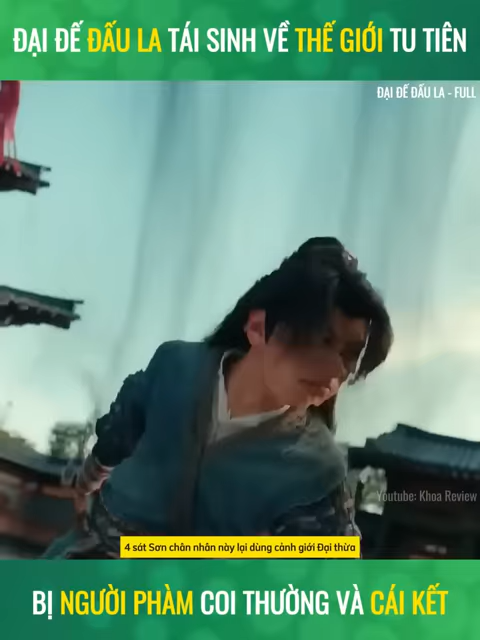 ĐẠI ĐẾ ĐẤU LA TÁI SINH VỀ THẾ GIỚI TU TIÊN
ĐẠI ĐẾ ĐẤU LA - FULL
Youtube: Khoa Review
4 sát Sơn chân nhân này lại dùng cảnh giới Đại thừa
BỊ NGƯỜI PHÀM COI THƯỜNG VÀ CÁI KẾT